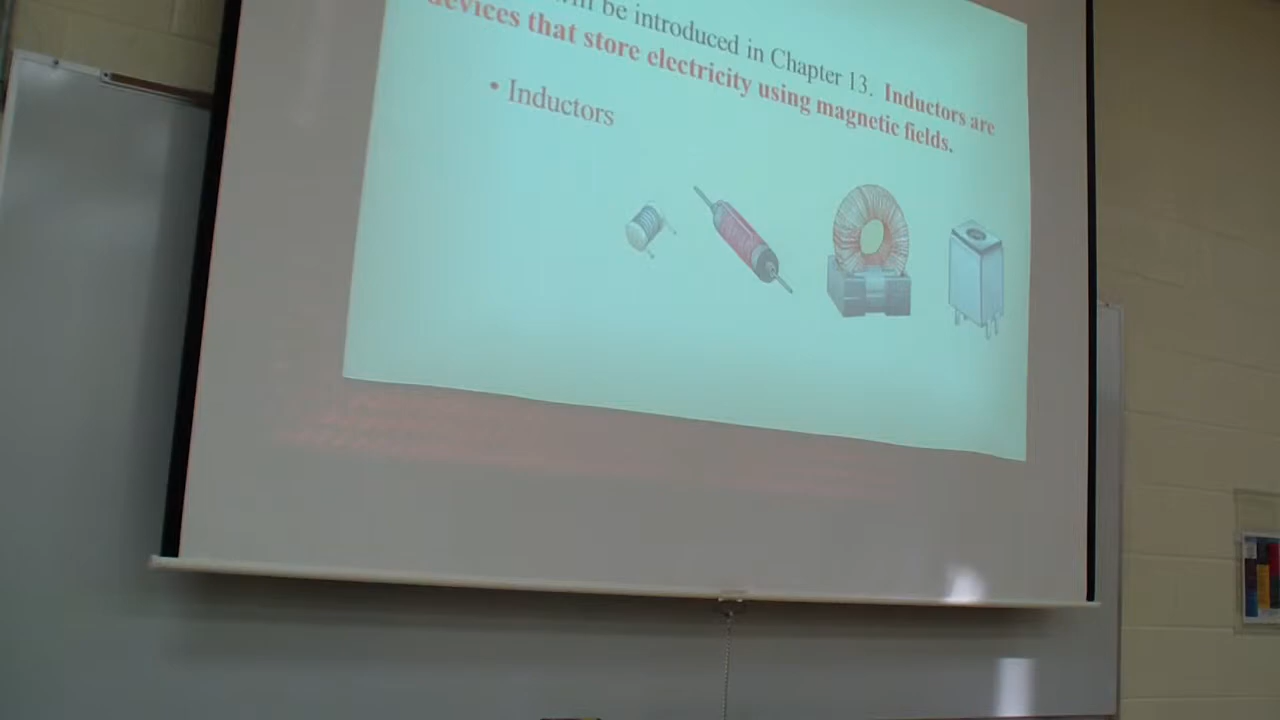 be introduced in Chapter 13. Inductors are
devices that store electricity using magnetic fields.
• Inductors